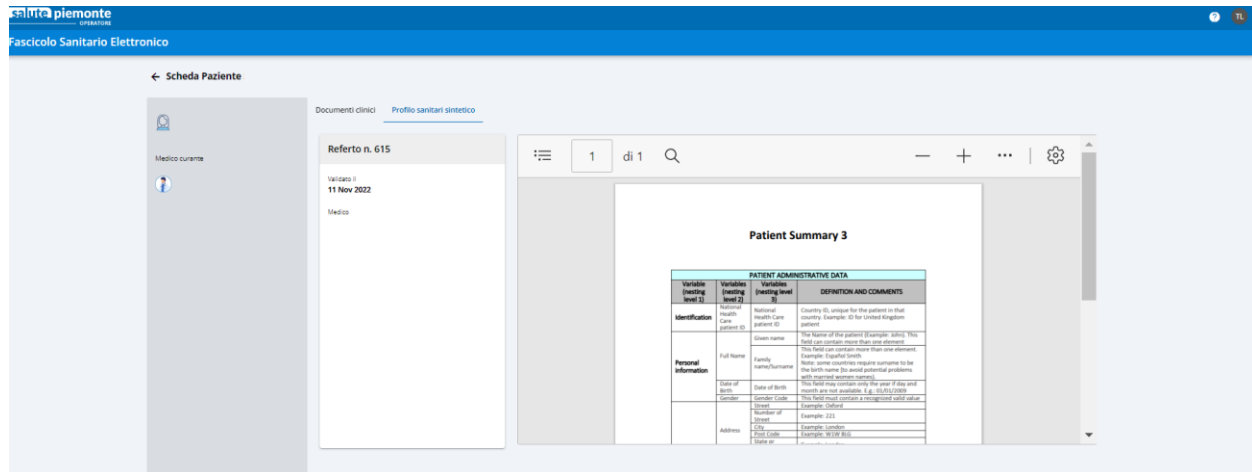 salute piemonte
OPERATORE
? TL
Fascicolo Sanitario Elettronico
← Scheda Paziente
Medico curante
Documenti clinici Profilo sanitari sintetico
Referto n. 615
Validato il
11 Nov 2022
Medico
1 di 1
Patient Summary 3
PATIENT ADMINISTRATIVE DATA
Variable (nesting level 1)
Variables (nesting level 2)
Variables (nesting level 3)
DEFINITION AND COMMENTS
Identification
National Health Care patient ID
National Health Care patient ID
Country ID, unique for the patient in that
country. Example: ID for United Kingdom
patient
Personal information
Full Name
Given name
The Name of the patient (Example: John). This
field can contain more than one element
Family name/Surname
This field can contain more than one element.
Example: Español Smith
Note: some countries require surname to be
the birth name [to avoid potential problems
with married women names).
Date of Birth
Date of Birth
This field may contain only the year if day and
month are not available. E.g.: 01/01/2009
Gender
Gender Code
This field must contain a recognized valid value
Address
Street
Example: Oxford
Number of Street
Example: 221
City
Example: London
Post Code
Example: W1W 8LG
State or